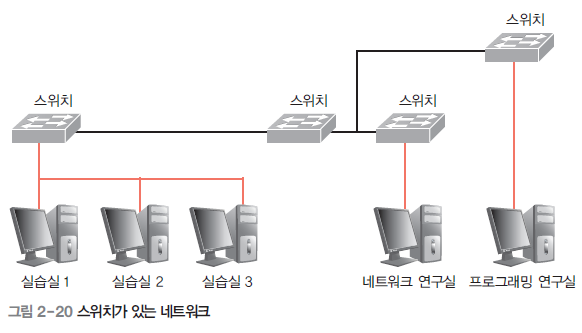 스위치
스위치
스위치
스위치
실습실 1
실습실 2
실습실 3
네트워크 연구실
프로그래밍 연구실
그림 2-20 스위치가 있는 네트워크